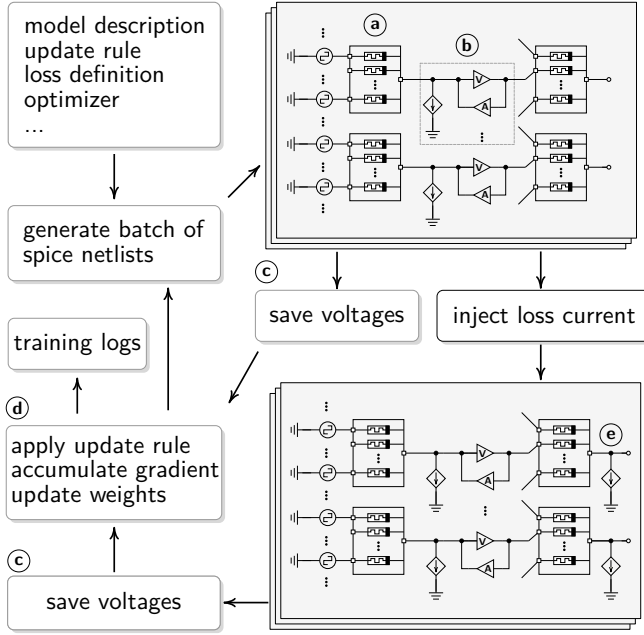 model description
update rule
loss definition
optimizer
...
a
b
V
A
V
A
generate batch of
spice netlists
c
save voltages
inject loss current
training logs
d
apply update rule
accumulate gradient
update weights
e
V
A
V
A
c
save voltages